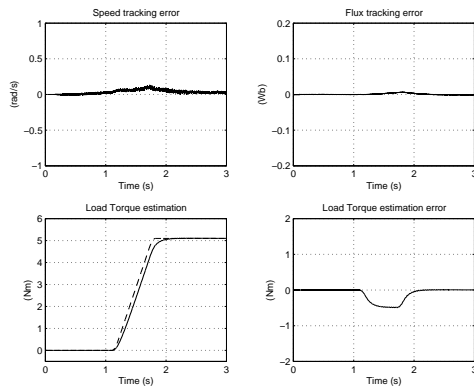 Speed tracking error
1
0.5
0
−0.5
−1
(rad/s)
0 1 2 3
Time (s)
Flux tracking error
0.2
0.1
0
−0.1
−0.2
(Wb)
0 1 2 3
Time (s)
Load Torque estimation
6
5
4
3
2
1
0
(Nm)
0 1 2 3
Time (s)
Load Torque estimation error
2
1
0
−1
−2
(Nm)
0 1 2 3
Time (s)